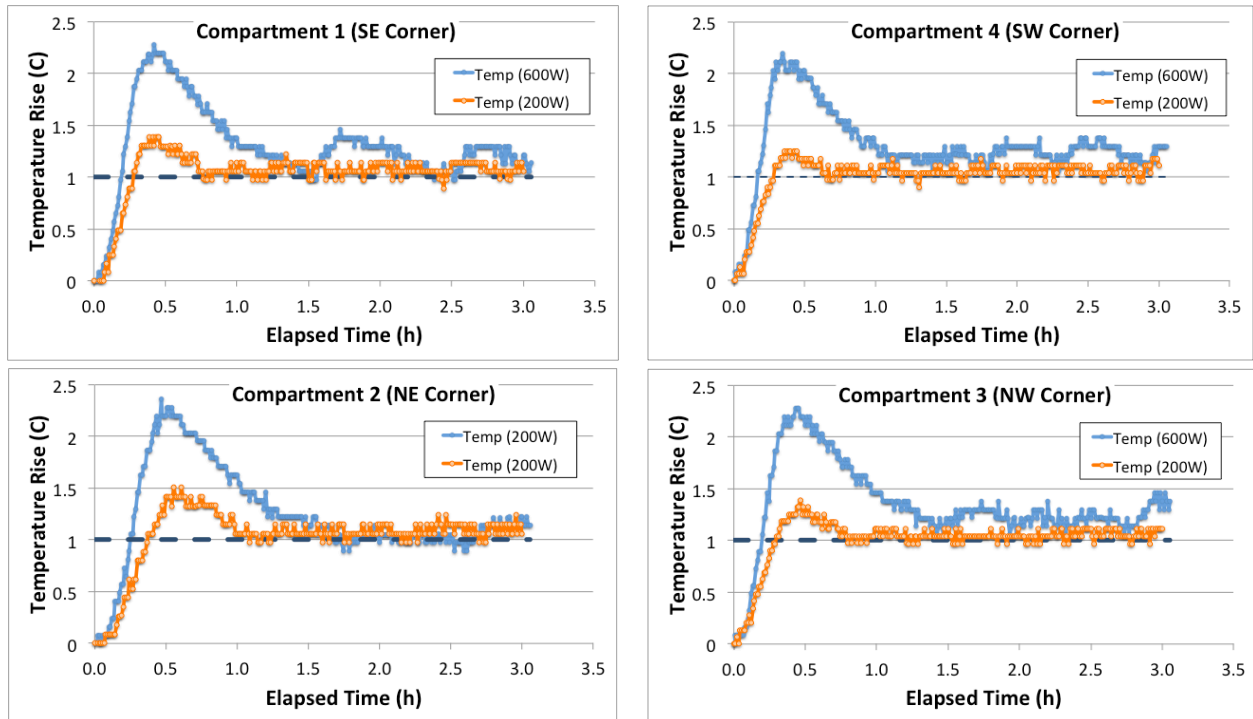 Compartment 1 (SE Corner)
Temperature Rise (C)
2.5
2
1.5
1
0.5
0
Temp (600W)
Temp (200W)
0.0 0.5 1.0 1.5 2.0 2.5 3.0 3.5
Elapsed Time (h)
Compartment 4 (SW Corner)
Temperature Rise (C)
2.5
2
1.5
1
0.5
0
Temp (600W)
Temp (200W)
0.0 0.5 1.0 1.5 2.0 2.5 3.0 3.5
Elapsed Time (h)
Compartment 2 (NE Corner)
Temperature Rise (C)
2.5
2
1.5
1
0.5
0
Temp (200W)
Temp (200W)
0.0 0.5 1.0 1.5 2.0 2.5 3.0 3.5
Elapsed Time (h)
Compartment 3 (NW Corner)
Temperature Rise (C)
2.5
2
1.5
1
0.5
0
Temp (600W)
Temp (200W)
0.0 0.5 1.0 1.5 2.0 2.5 3.0 3.5
Elapsed Time (h)